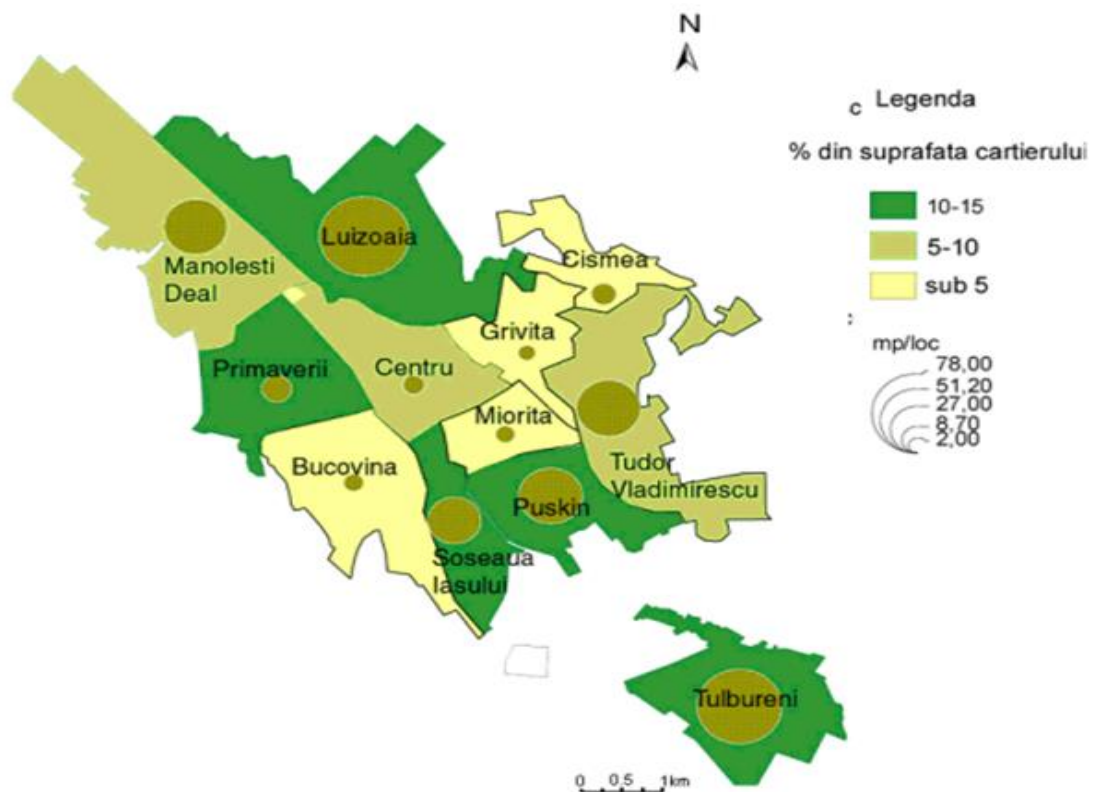 N
c Legenda
% din suprafata cartierului
10-15
5-10
sub 5
c
mp/loc
78,00
51,20
27,00
8,70
2,00
Luizoaia
Manolesti
Deal
Cismea
Grivita
Primaverii
Centru
Miorita
Bucovina
Tudor
Vladimirescu
Puskin
Soseaua
Iasului
Tulbureni
0 0,5 1km